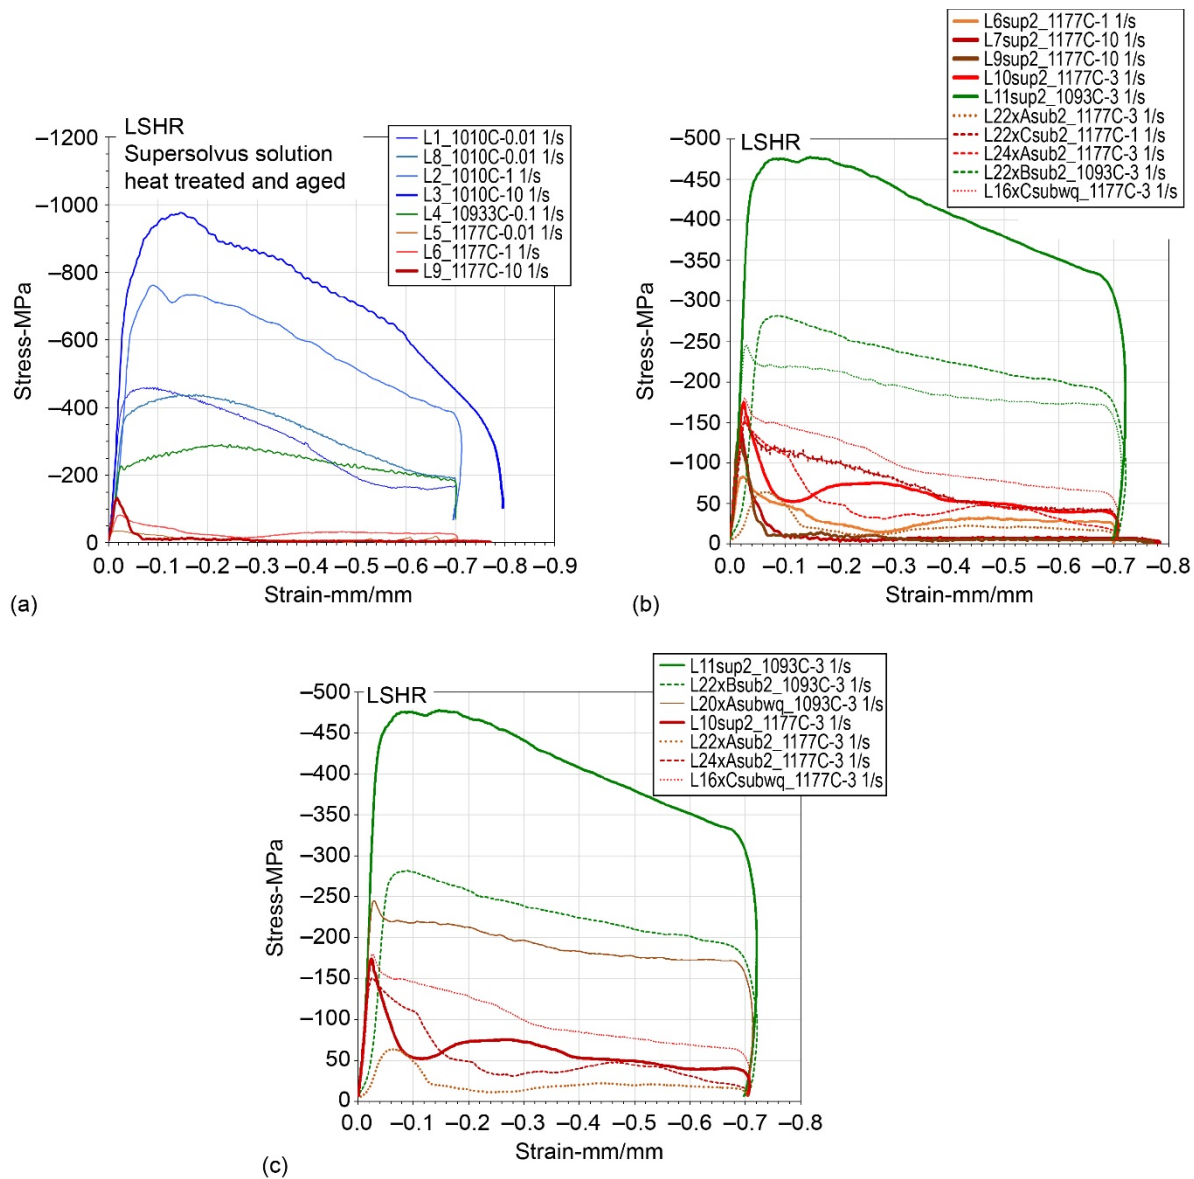 LSHR
Supersolvus solution
heat treated and aged
L1_1010C-0.01 1/s
L8_1010C-0.01 1/s
L2_1010C-1 1/s
L3_1010C-10 1/s
L4_10933C-0.1 1/s
L5_1177C-0.01 1/s
L6_1177C-1 1/s
L9_1177C-10 1/s
Stress-MPa
–1200
–1000
–800
–600
–400
–200
0
0.0 –0.1 –0.2 –0.3 –0.4 –0.5 –0.6 –0.7 –0.8 –0.9
Strain-mm/mm
(a)
L6sup2_1177C-1 1/s
L7sup2_1177C-10 1/s
L9sup2_1177C-10 1/s
L10sup2_1177C-3 1/s
L11sup2_1093C-3 1/s
L22xAsub2_1177C-3 1/s
L22xCsub2_1177C-1 1/s
L24xAsub2_1177C-3 1/s
L22xBsub2_1093C-3 1/s
L16xCsubwq_1177C-3 1/s
LSHR
Stress-MPa
–500
–450
–400
–350
–300
–250
–200
–150
–100
50
0
0.0 –0.1 –0.2 –0.3 –0.4 –0.5 –0.6 –0.7 –0.8
Strain-mm/mm
(b)
L11sup2_1093C-3 1/s
L22xBsub2_1093C-3 1/s
L20xAsubwq_1093C-3 1/s
L10sup2_1177C-3 1/s
L22xAsub2_1177C-3 1/s
L24xAsub2_1177C-3 1/s
L16xCsubwq_1177C-3 1/s
LSHR
Stress-MPa
–500
–450
–400
–350
–300
–250
–200
–150
–100
50
0
0.0 –0.1 –0.2 –0.3 –0.4 –0.5 –0.6 –0.7 –0.8
Strain-mm/mm
(c)